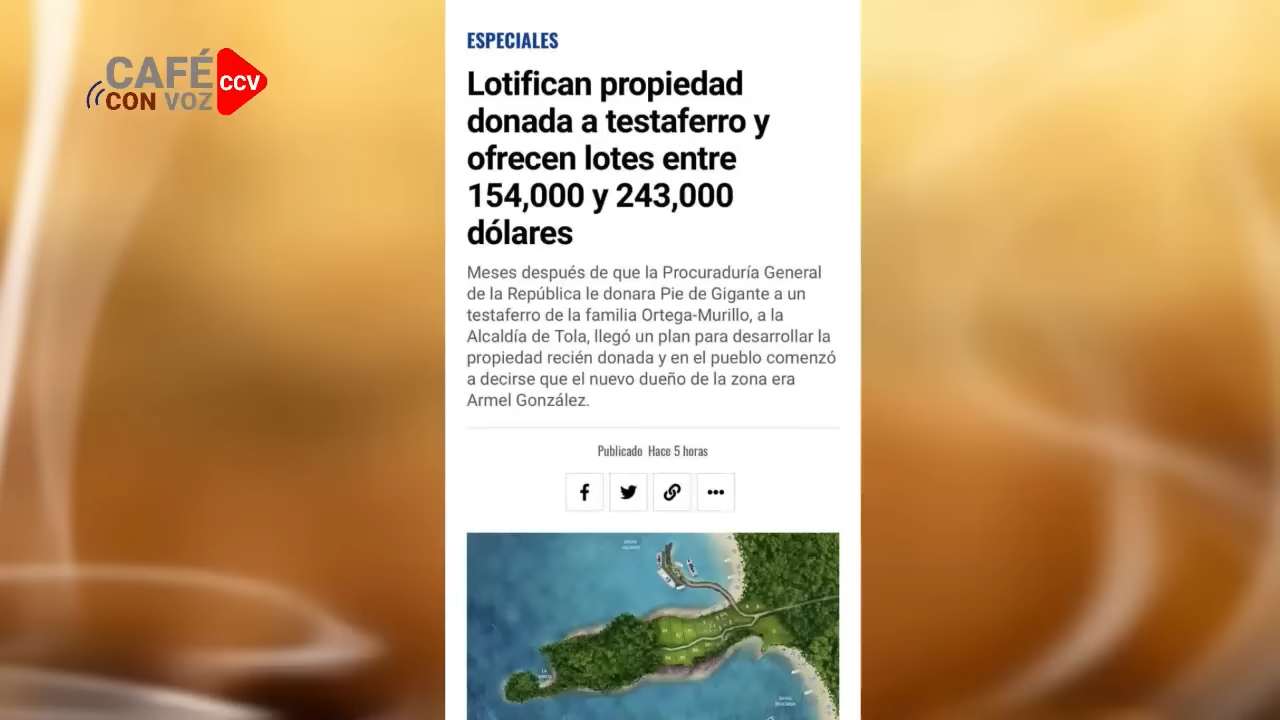 CAFÉ
CON VOZ
CCV
ESPECIALES
Lotifican propiedad
donada a testaferro y
ofrecen lotes entre
154,000 y 243,000
dólares
Meses después de que la Procuraduría General
de la República le donara Pie de Gigante a un
testaferro de la familia Ortega-Murillo, a la
Alcaldía de Tola, llegó un plan para desarrollar la
propiedad recién donada y en el pueblo comenzó
a decirse que el nuevo dueño de la zona era
Armel González.
Publicado Hace 5 horas